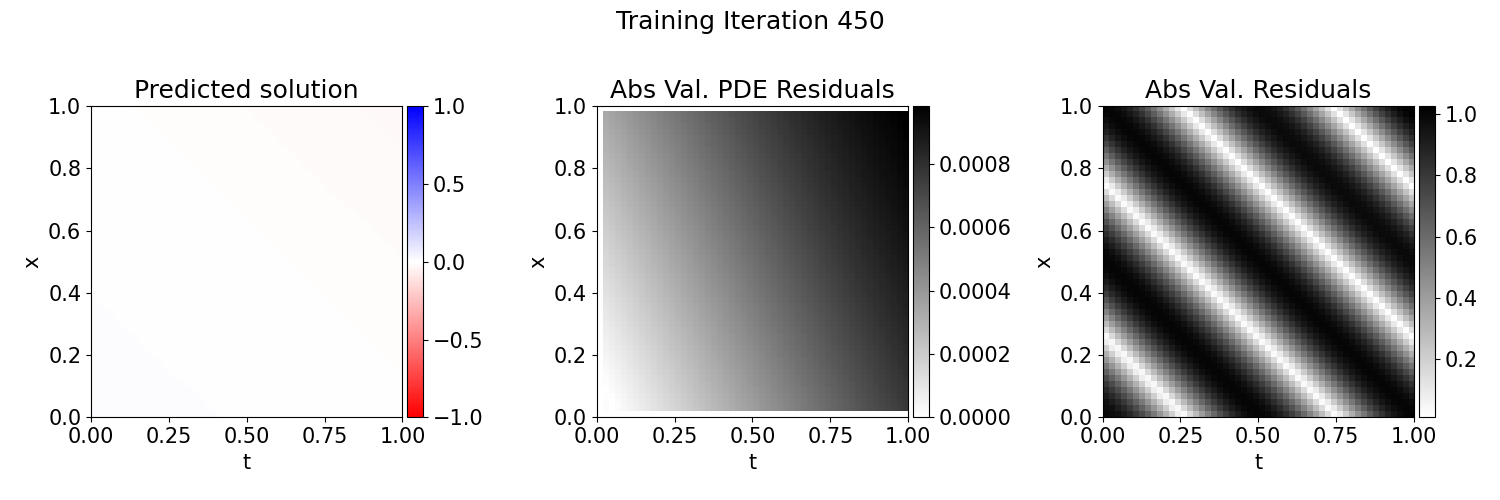 Training Iteration 450
Predicted solution
1.0
0.8
0.6
0.4
0.2
0.0
x
0.00 0.25 0.50 0.75 1.00
t
1.0
0.5
0.0
−0.5
−1.0
Abs Val. PDE Residuals
1.0
0.8
0.6
0.4
0.2
0.0
x
0.00 0.25 0.50 0.75 1.00
t
0.0008
0.0006
0.0004
0.0002
0.0000
Abs Val. Residuals
1.0
0.8
0.6
0.4
0.2
0.0
x
0.00 0.25 0.50 0.75 1.00
t
1.0
0.8
0.6
0.4
0.2